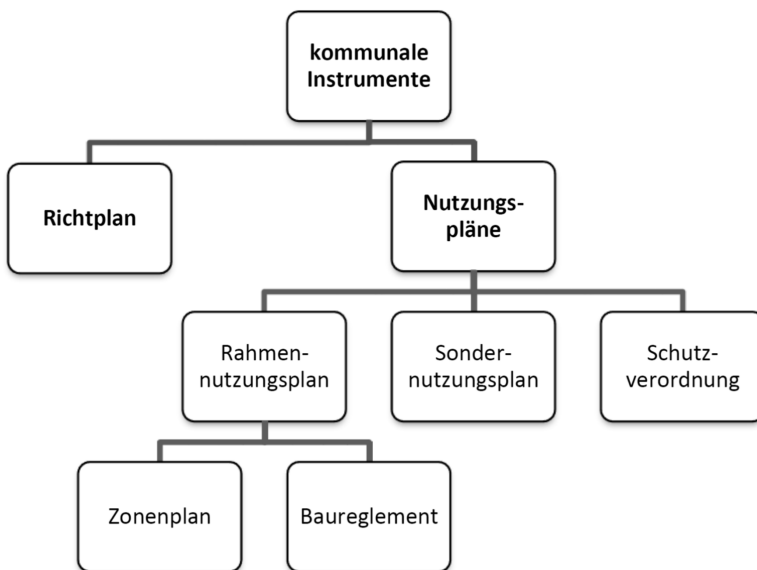 kommunale
Instrumente
Richtplan
Nutzungs-
pläne
Rahmen-
nutzungsplan
Sonder-
nutzungsplan
Schutz-
verordnung
Zonenplan
Baureglement